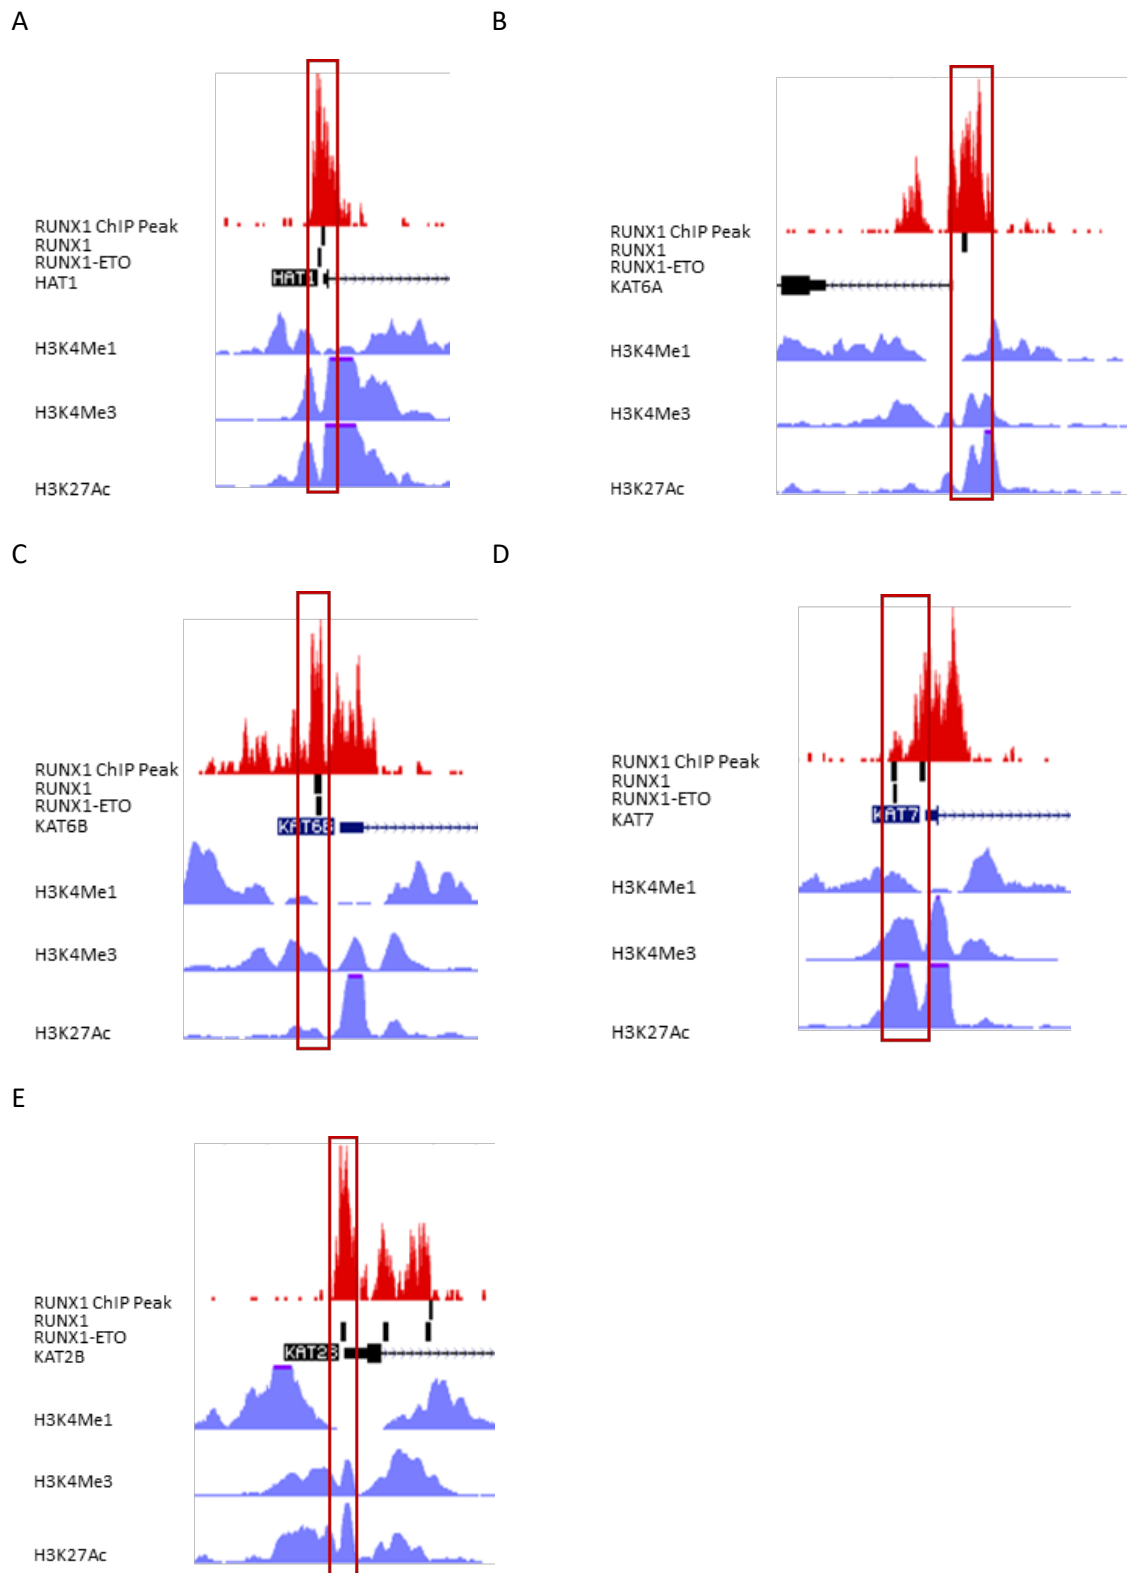 A
RUNX1 ChIP Peak
RUNX1
RUNX1-ETO
HAT1
HAT1
H3K4Me1
H3K4Me3
H3K27Ac
B
RUNX1 ChIP Peak
RUNX1
RUNX1-ETO
KAT6A
H3K4Me1
H3K4Me3
H3K27Ac
C
RUNX1 ChIP Peak
RUNX1
RUNX1-ETO
KAT6B
KAT6B
H3K4Me1
H3K4Me3
H3K27Ac
D
RUNX1 ChIP Peak
RUNX1
RUNX1-ETO
KAT7
KAT7
H3K4Me1
H3K4Me3
H3K27Ac
E
RUNX1 ChIP Peak
RUNX1
RUNX1-ETO
KAT2B
KAT2B
H3K4Me1
H3K4Me3
H3K27Ac